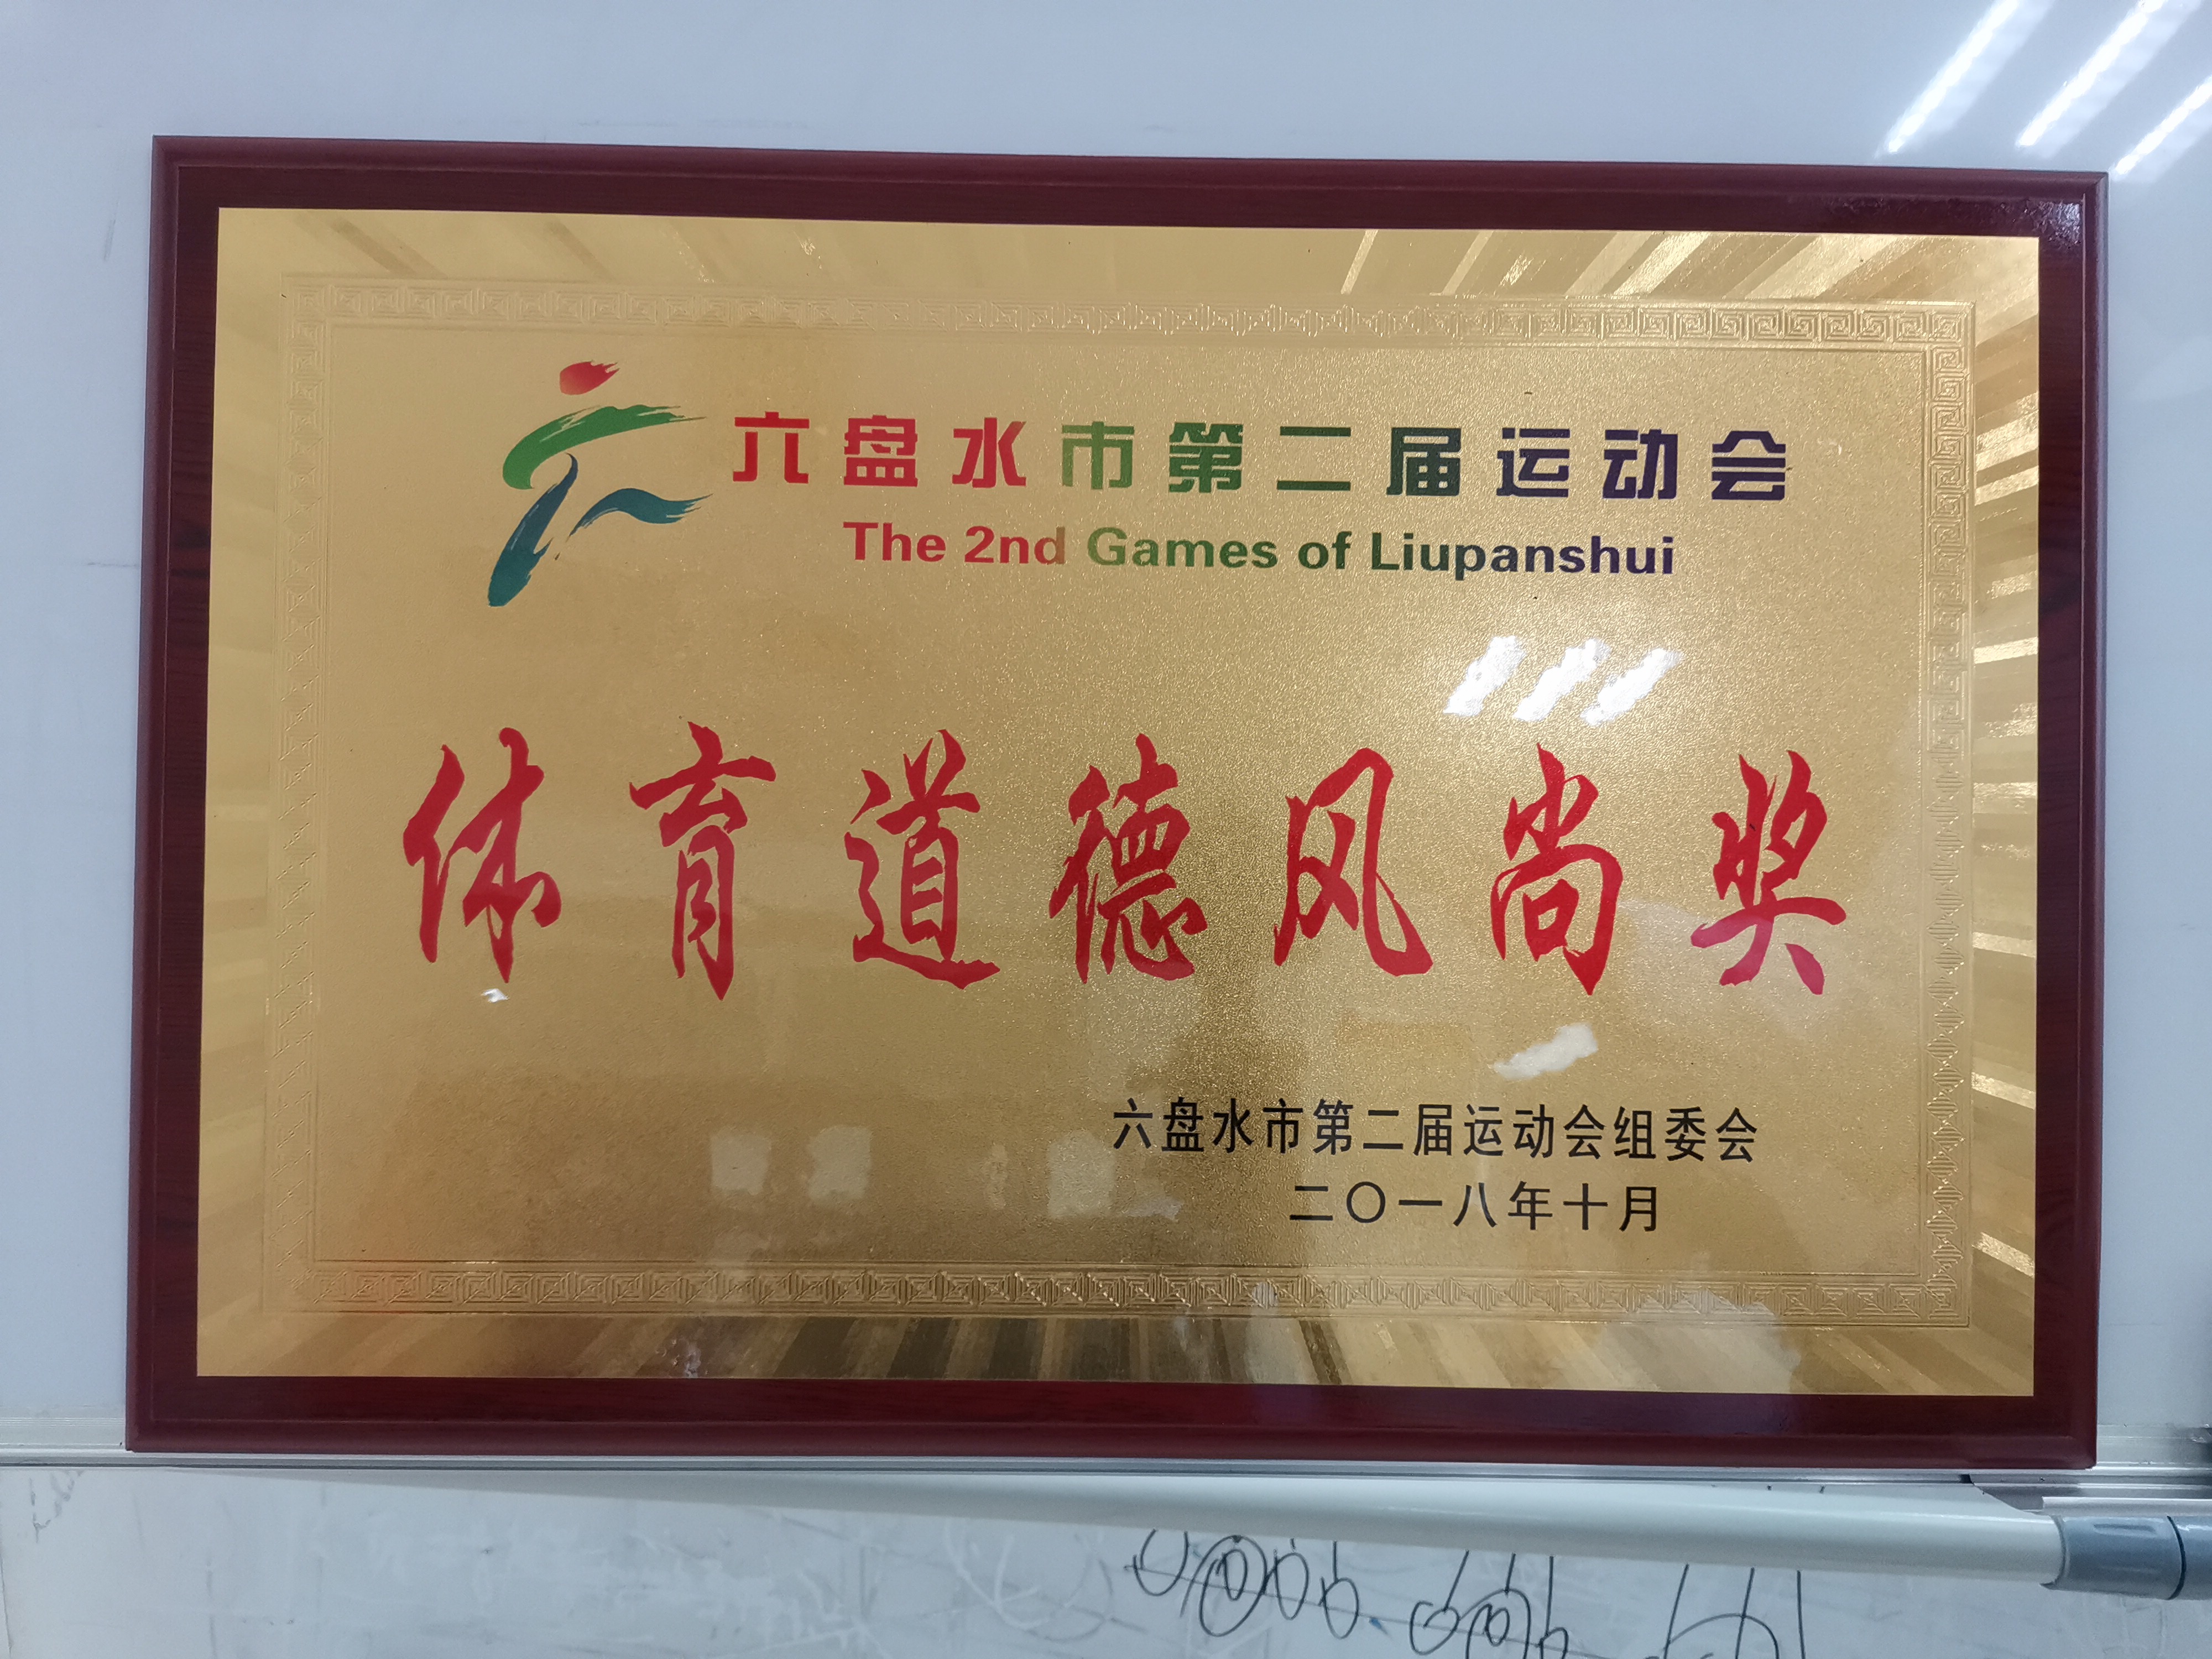 六盘水市第二届运动会
The 2nd Games of Liupanshui
体育道德风尚奖
六盘水市第二届运动会组委会
二〇一八年十月